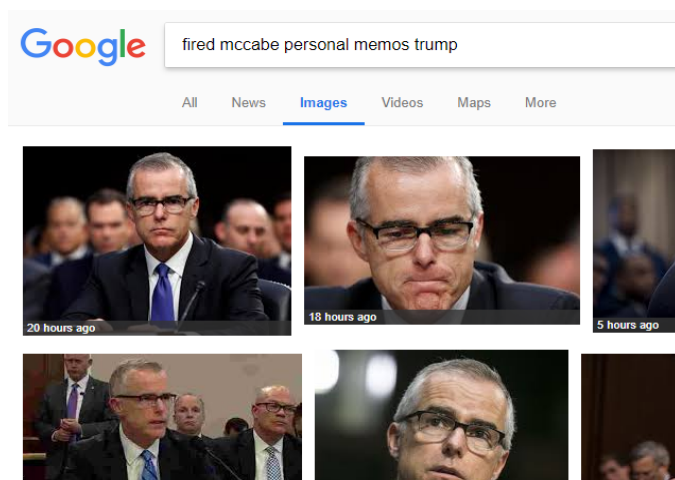 Google
fired mccabe personal memos trump
All News Images Videos Maps More
20 hours ago
18 hours ago
5 hours ago